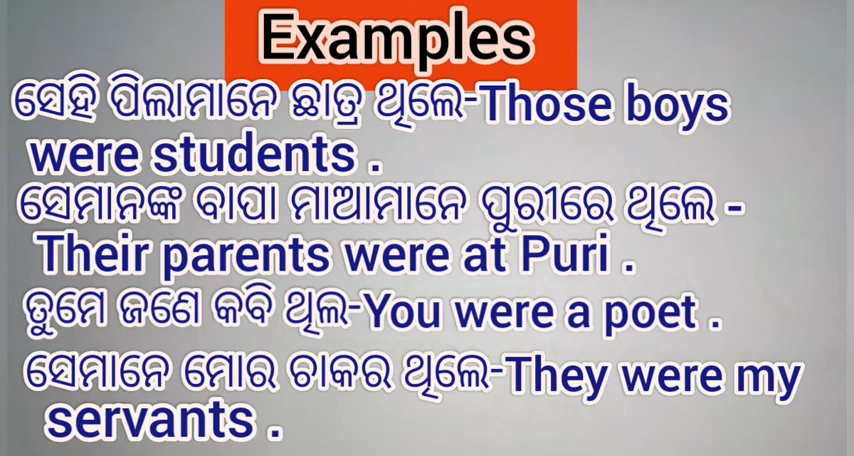 Examples
ସେହି ପିଲାମାନେ ଛାତ୍ର ଥିଲେ-Those boys
were students .
ସେମାନଙ୍କ ବାପା ମାଆମାନେ ପୁରୀରେ ଥିଲେ -
Their parents were at Puri .
ତୁମେ ଜଣେ କବି ଥିଲ-You were a poet .
ସେମାନେ ମୋର ଚାକର ଥିଲେ-They were my
servants .